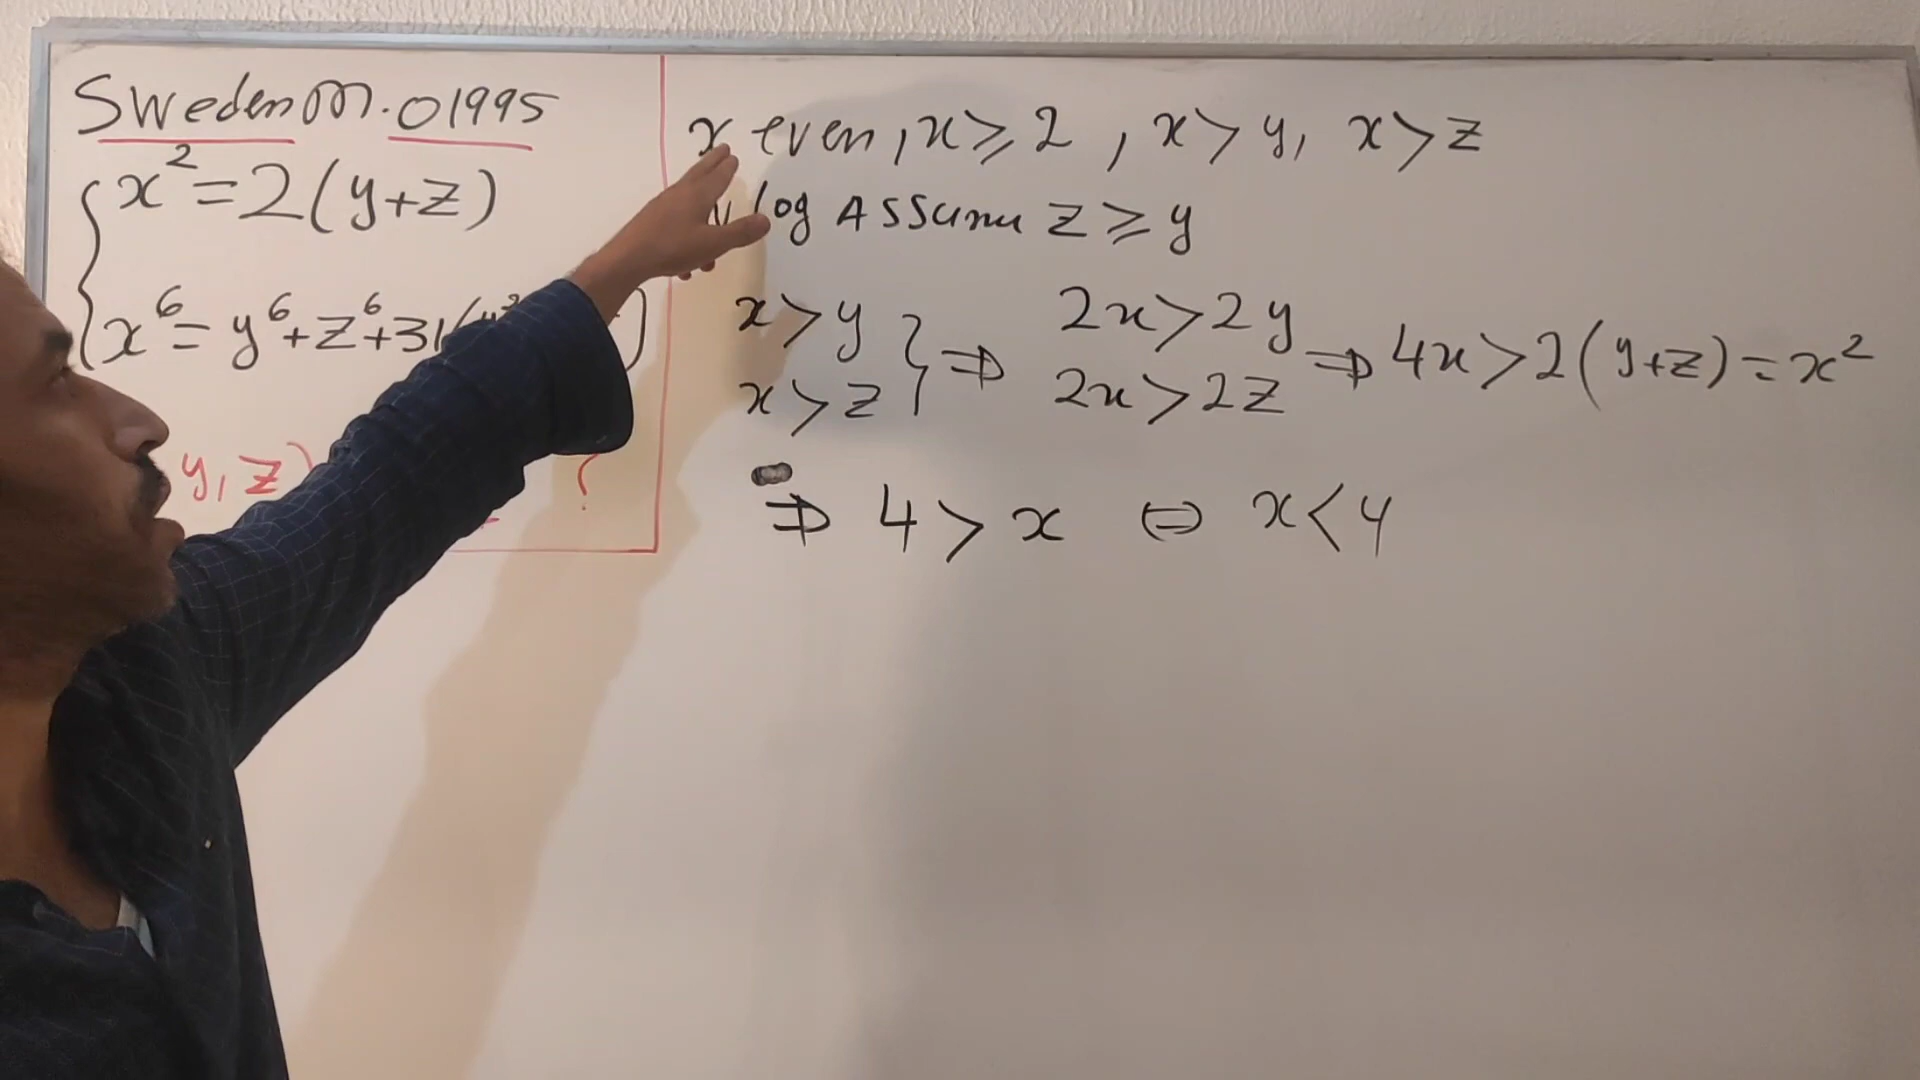 Sweden M.O 1995
x² = 2(y+z)
x⁶ = y⁶+z⁶+31( )
y, z) ?
x even, x ≥ 2, x > y, x > z
log Assume z ≥ y
x > y } ⇒ 2x > 2y ⇒ 4x > 2(y+z) = x²
x > z 2x > 2z
⇒ 4 > x ⇔ x < 4